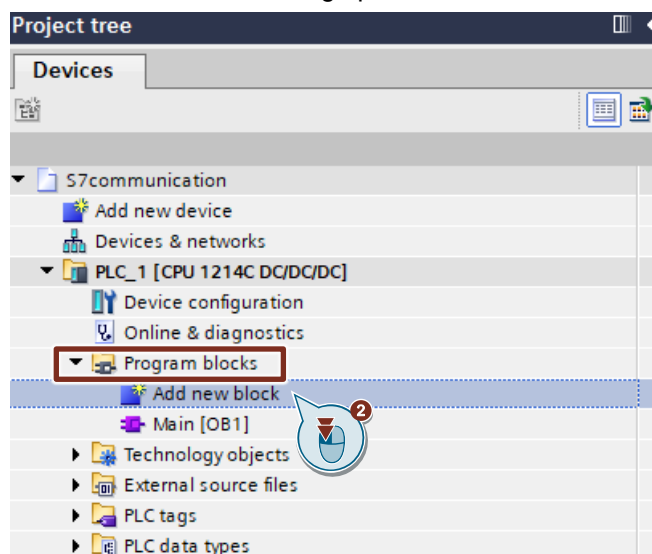 Project tree
Devices
S7communication
Add new device
Devices & networks
PLC_1 [CPU 1214C DC/DC/DC]
Device configuration
Online & diagnostics
Program blocks
Add new block
2
Main [OB1]
Technology objects
External source files
PLC tags
PLC data types